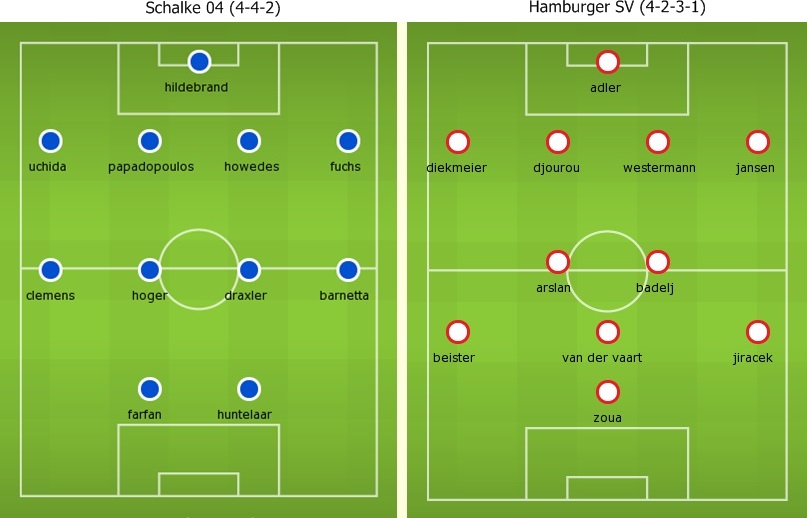 Schalke 04 (4-4-2)
hildebrand
uchida papadopoulos howedes fuchs
clemens hoger draxler barnetta
farfan huntelaar
Hamburger SV (4-2-3-1)
adler
diekmeier djourou westermann jansen
arslan badelj
beister van der vaart jiracek
zoua